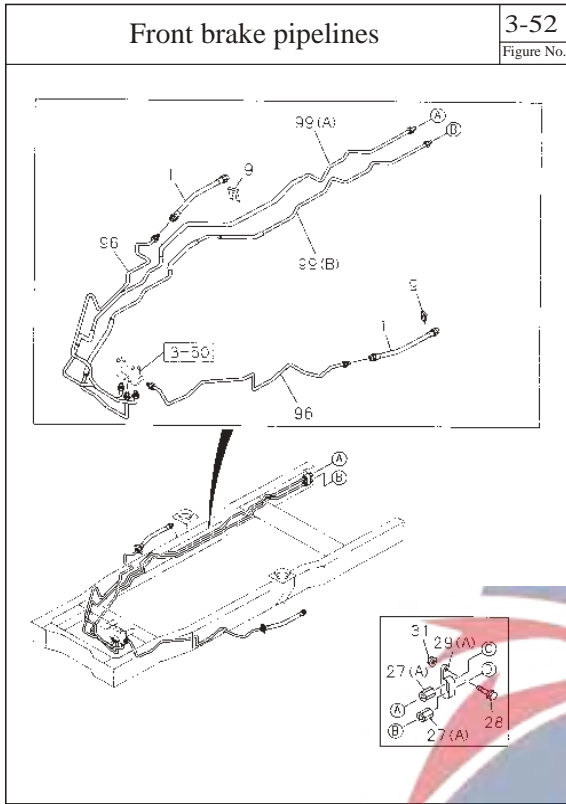 Front brake pipelines
3-52
Figure No.
99(A)
A
B
1
9
96
99(B)
9
1
3-50
96
A
B
31
29(A)
C
27(A)
D
A
28
B
27(A)